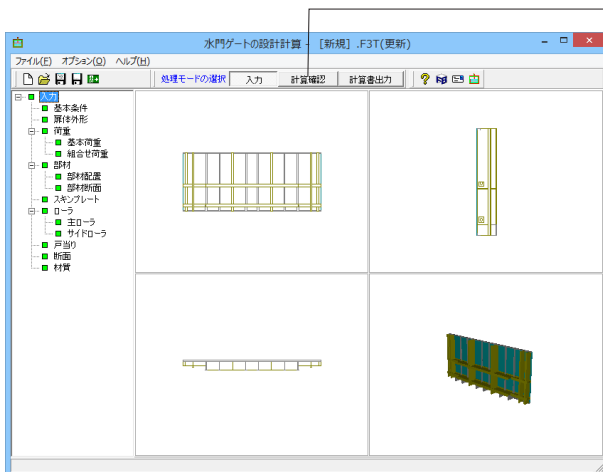 水門ゲートの設計計算 - [新規] .F3T(更新)
ファイル(F) オプション(O) ヘルプ(H)
処理モードの選択 入力 計算確認 計算書出力
入力
基本条件
扉体外形
荷重
基本荷重
組合せ荷重
部材
部材配置
部材断面
スキンプレート
ローラ
主ローラ
サイドローラ
戸当り
断面
材質